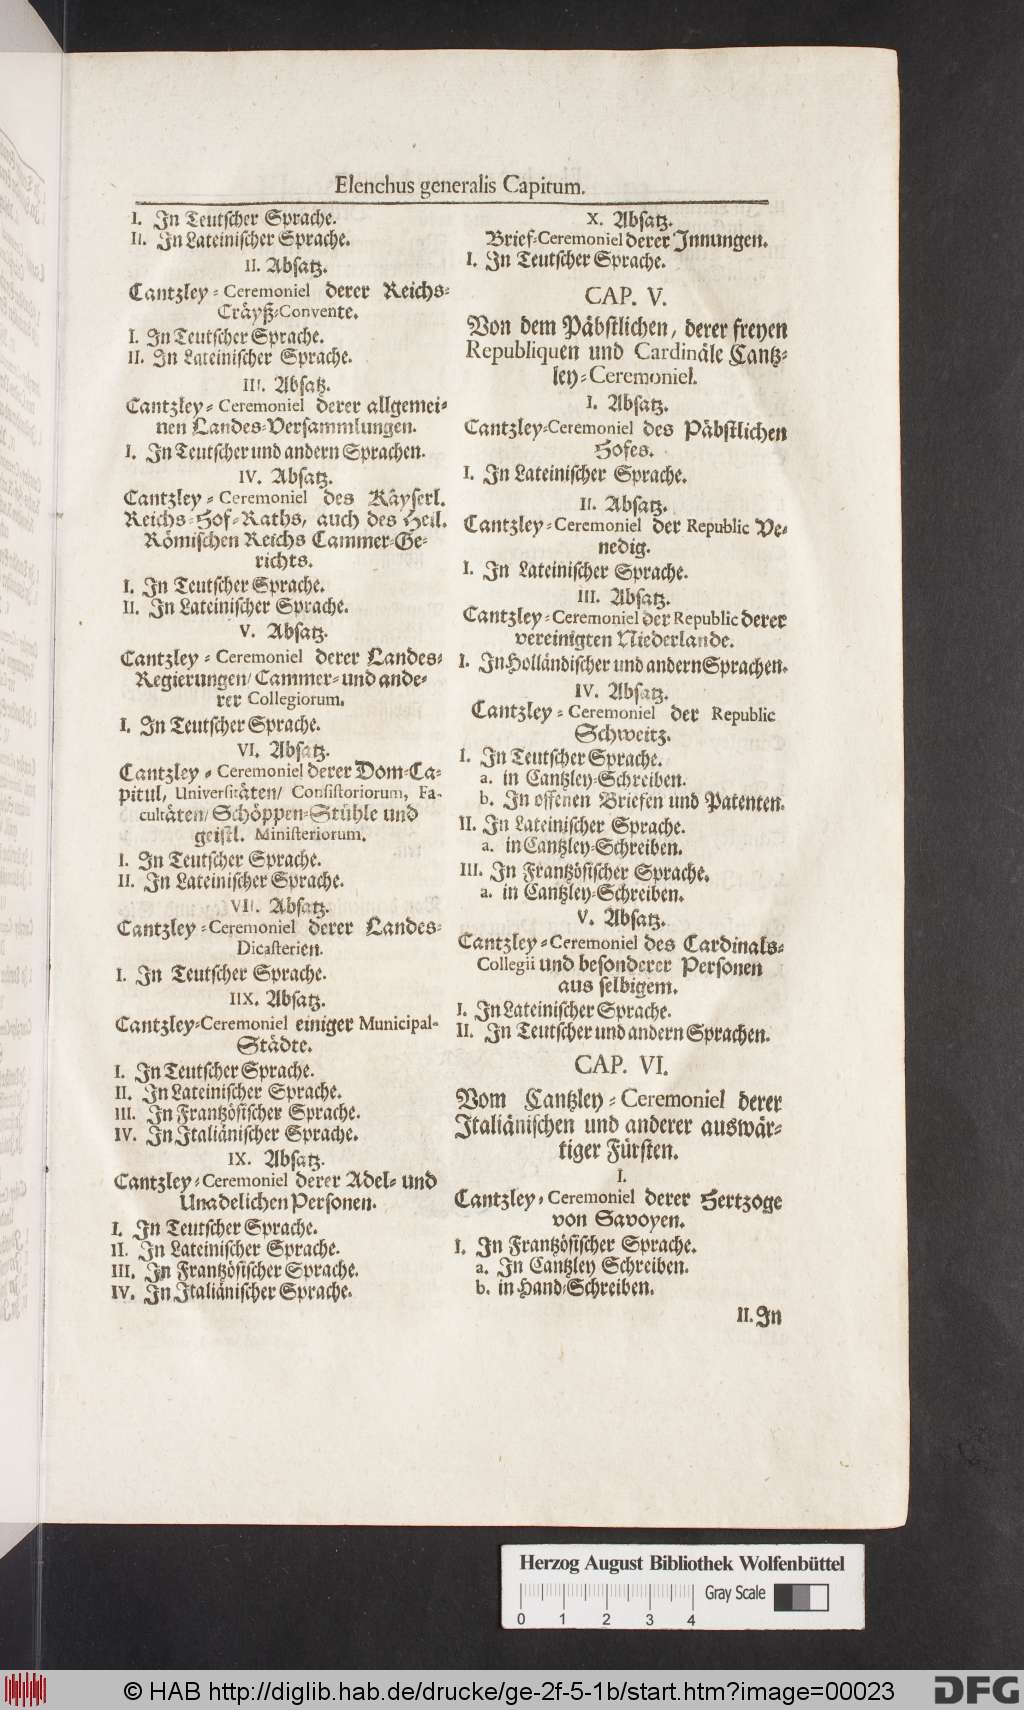 Elenchus generalis Capitum.
I. In Teutscher Sprache.
II. In Lateinischer Sprache.
II. Absatz.
Cantzley-Ceremoniel derer Reichs-
Cräyß-Convente.
I. In Teutscher Sprache.
II. In Lateinischer Sprache.
III. Absatz.
Cantzley-Ceremoniel derer allgemei-
nen Landes-Versammlungen.
I. In Teutscher und andern Sprachen.
IV. Absatz.
Cantzley-Ceremoniel des Käyserl.
Reichs-Hof-Raths, auch des Heil.
Römischen Reichs Cammer-Ge-
richts.
I. In Teutscher Sprache.
II. In Lateinischer Sprache.
V. Absatz.
Cantzley-Ceremoniel derer Landes-
Regierungen/ Cammer- und ande-
rer Collegiorum.
I. In Teutscher Sprache.
VI. Absatz.
Cantzley-Ceremoniel derer Dom-Ca-
pitul, Universitäten/ Consistoriorum, Fa-
cultäten/ Schöppen-Stühle und
geistl. Ministeriorum.
I. In Teutscher Sprache.
II. In Lateinischer Sprache.
VII. Absatz.
Cantzley-Ceremoniel derer Landes-
Dicasterien.
I. In Teutscher Sprache.
IIX. Absatz.
Cantzley-Ceremoniel einiger Municipal-
Städte.
I. In Teutscher Sprache.
II. In Lateinischer Sprache.
III. In Frantzösischer Sprache.
IV. In Italiänischer Sprache.
IX. Absatz.
Cantzley-Ceremoniel derer Adel- und
Unadelichen Personen.
I. In Teutscher Sprache.
II. In Lateinischer Sprache.
III. In Frantzösischer Sprache.
IV. In Italiänischer Sprache.
X. Absatz.
Brief-Ceremoniel derer Innungen.
I. In Teutscher Sprache.
CAP. V.
Von dem Päbstlichen, derer freyen
Republiquen und Cardinäle Cantz-
ley-Ceremoniel.
I. Absatz.
Cantzley-Ceremoniel des Päbstlichen
Hofes.
I. In Lateinischer Sprache.
II. Absatz.
Cantzley-Ceremoniel der Republic Ve-
nedig.
I. In Lateinischer Sprache.
III. Absatz.
Cantzley-Ceremoniel der Republic derer
vereinigten Niederlande.
I. In Holländischer und andern Sprachen.
IV. Absatz.
Cantzley-Ceremoniel der Republic
Schweitz.
I. In Teutscher Sprache.
a. in Cantzley-Schreiben.
b. In offenen Briefen und Patenten.
II. In Lateinischer Sprache.
a. in Cantzley-Schreiben.
III. In Frantzösischer Sprache.
a. in Cantzley-Schreiben.
V. Absatz.
Cantzley-Ceremoniel des Cardinals-
Collegii und besonderer Personen
aus selbigem.
I. In Lateinischer Sprache.
II. In Teutscher und andern Sprachen.
CAP. VI.
Vom Cantzley-Ceremoniel derer
Italiänischen und anderer auswär-
tiger Fürsten.
I.
Cantzley-Ceremoniel derer Hertzoge
von Savoyen.
I. In Frantzösischer Sprache.
a. In Cantzley Schreiben.
b. in Hand-Schreiben.
II. In
Herzog August Bibliothek Wolfenbüttel
Gray Scale
0 1 2 3 4
© HAB http://diglib.hab.de/drucke/ge-2f-5-1b/start.htm?image=00023
DFG